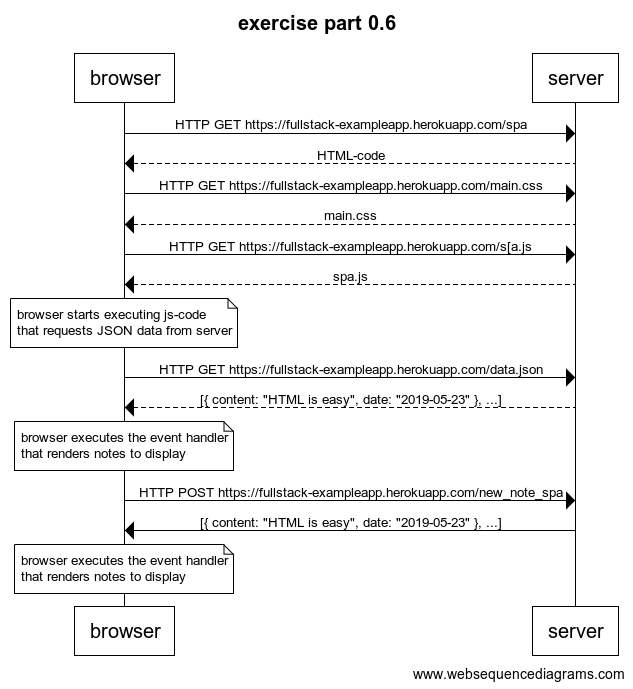 exercise part 0.6
browser
server
HTTP GET https://fullstack-exampleapp.herokuapp.com/spa
HTML-code
HTTP GET https://fullstack-exampleapp.herokuapp.com/main.css
main.css
HTTP GET https://fullstack-exampleapp.herokuapp.com/s[a.js
spa.js
browser starts executing js-code
that requests JSON data from server
HTTP GET https://fullstack-exampleapp.herokuapp.com/data.json
[{ content: "HTML is easy", date: "2019-05-23" }, ...]
browser executes the event handler
that renders notes to display
HTTP POST https://fullstack-exampleapp.herokuapp.com/new_note_spa
[{ content: "HTML is easy", date: "2019-05-23" }, ...]
browser executes the event handler
that renders notes to display
browser
server
www.websequencediagrams.com